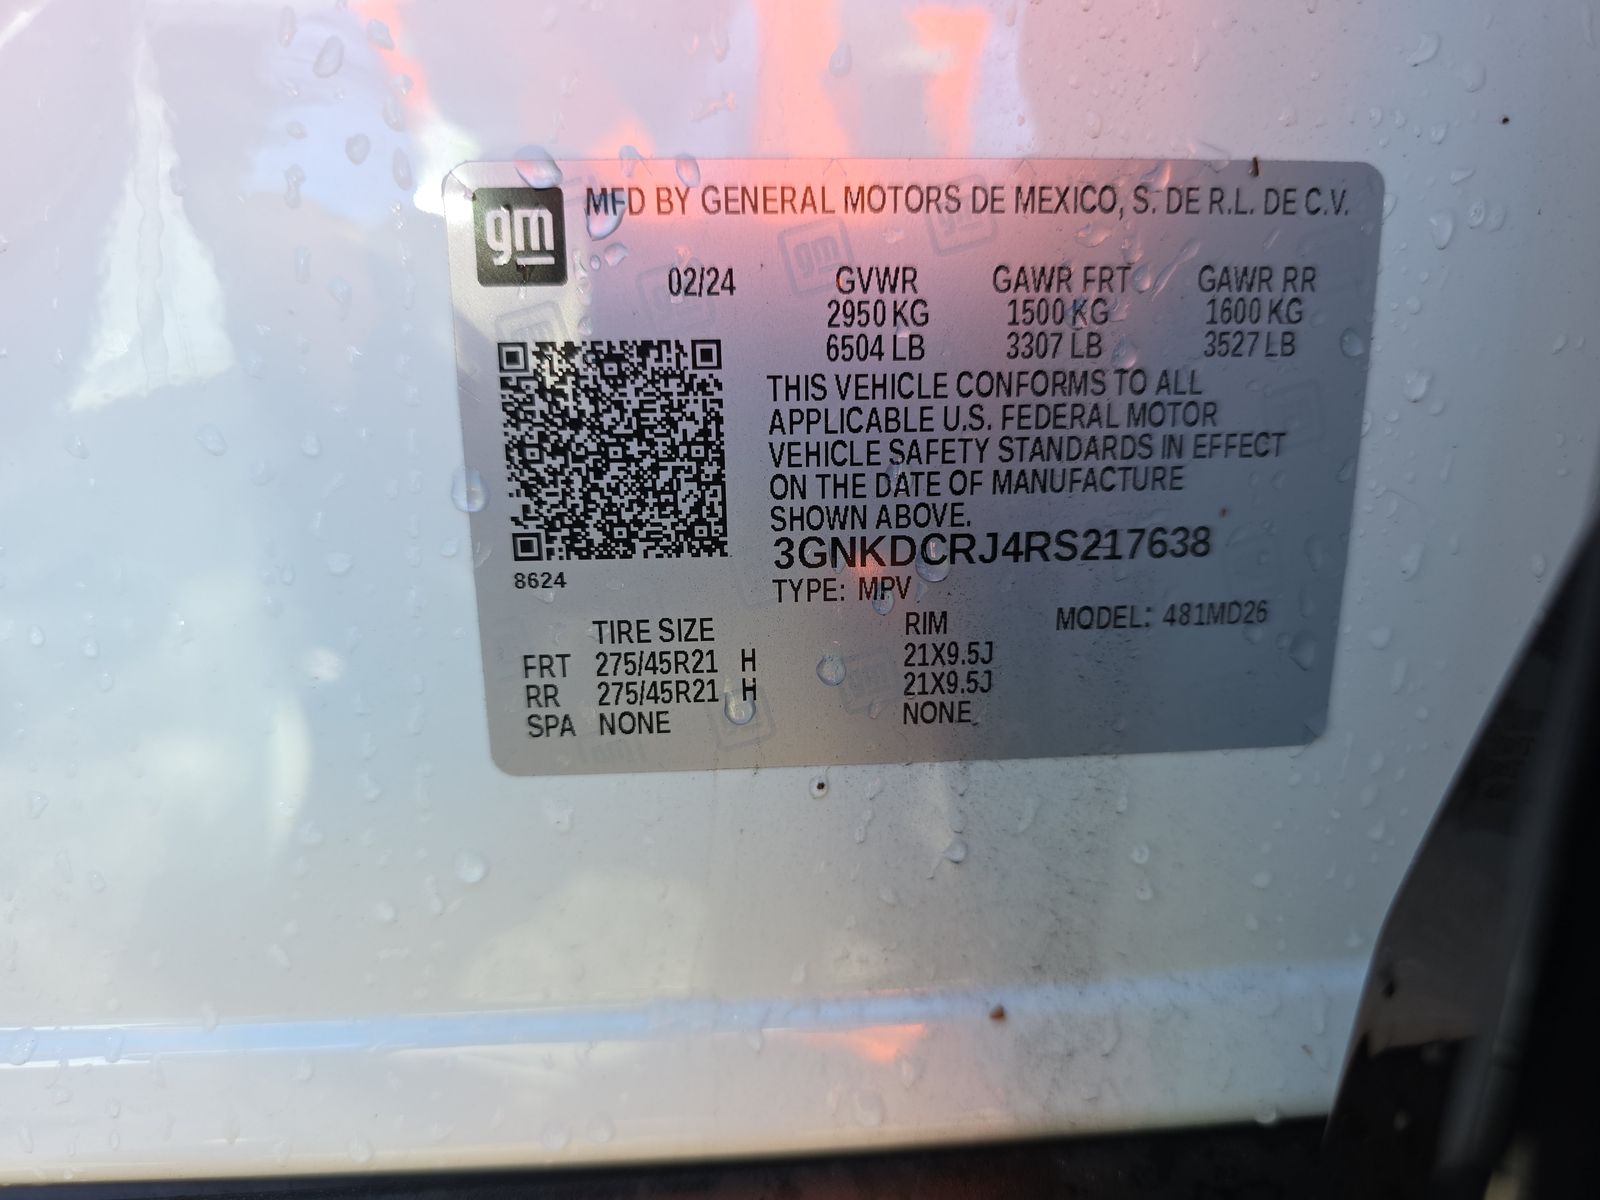 gm MFD BY GENERAL MOTORS DE MEXICO, S. DE R.L. DE C.V.
02/24 GVWR GAWR FRT GAWR RR
2950 KG 1500 KG 1600 KG
6504 LB 3307 LB 3527 LB
THIS VEHICLE CONFORMS TO ALL
APPLICABLE U.S. FEDERAL MOTOR
VEHICLE SAFETY STANDARDS IN EFFECT
ON THE DATE OF MANUFACTURE
SHOWN ABOVE.
3GNKDCRJ4RS217638
8624
TYPE: MPV
TIRE SIZE RIM MODEL: 481MD26
FRT 275/45R21 H 21X9.5J
RR 275/45R21 H 21X9.5J
SPA NONE NONE